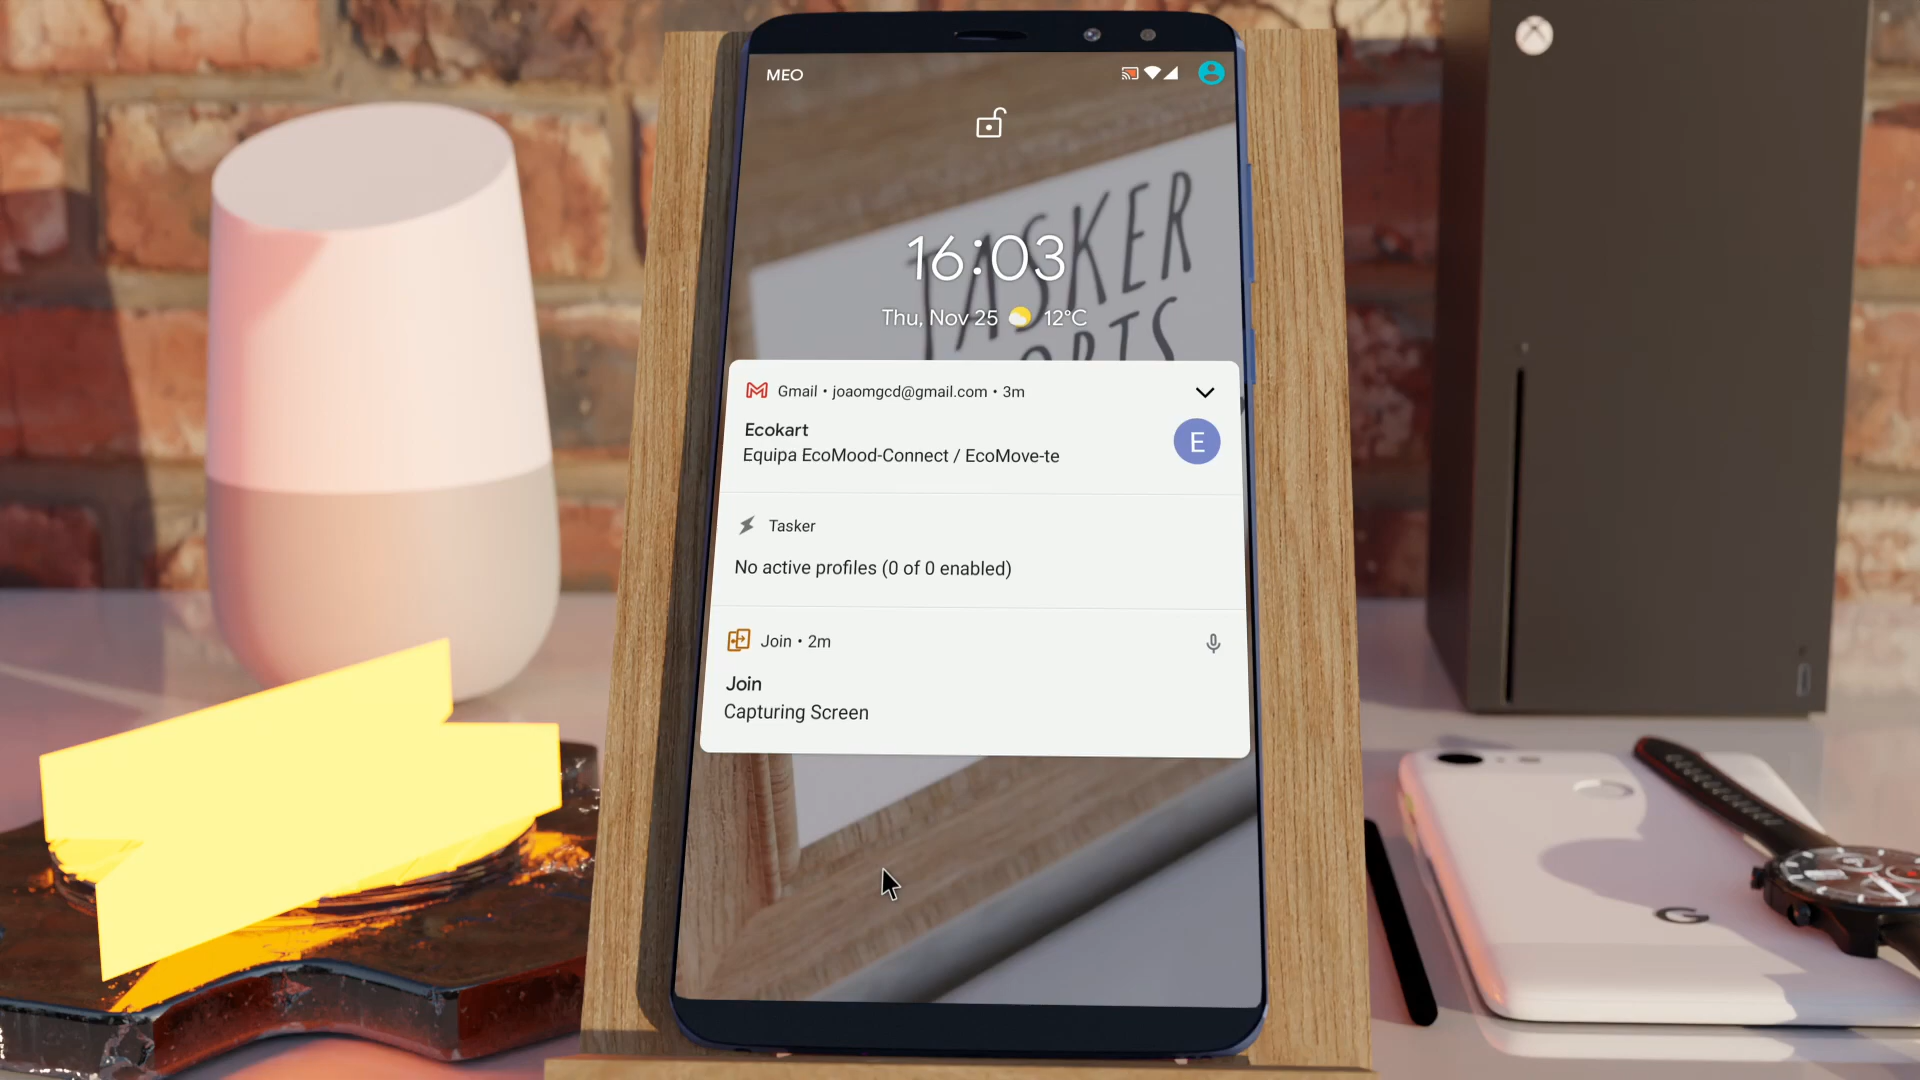 MEO
TASKER
16:03
Thu, Nov 25 12°C
Gmail • joaomgcd@gmail.com • 3m
Ecokart
E
Equipa EcoMood-Connect / EcoMove-te
Tasker
No active profiles (0 of 0 enabled)
Join • 2m
Join
Capturing Screen
G